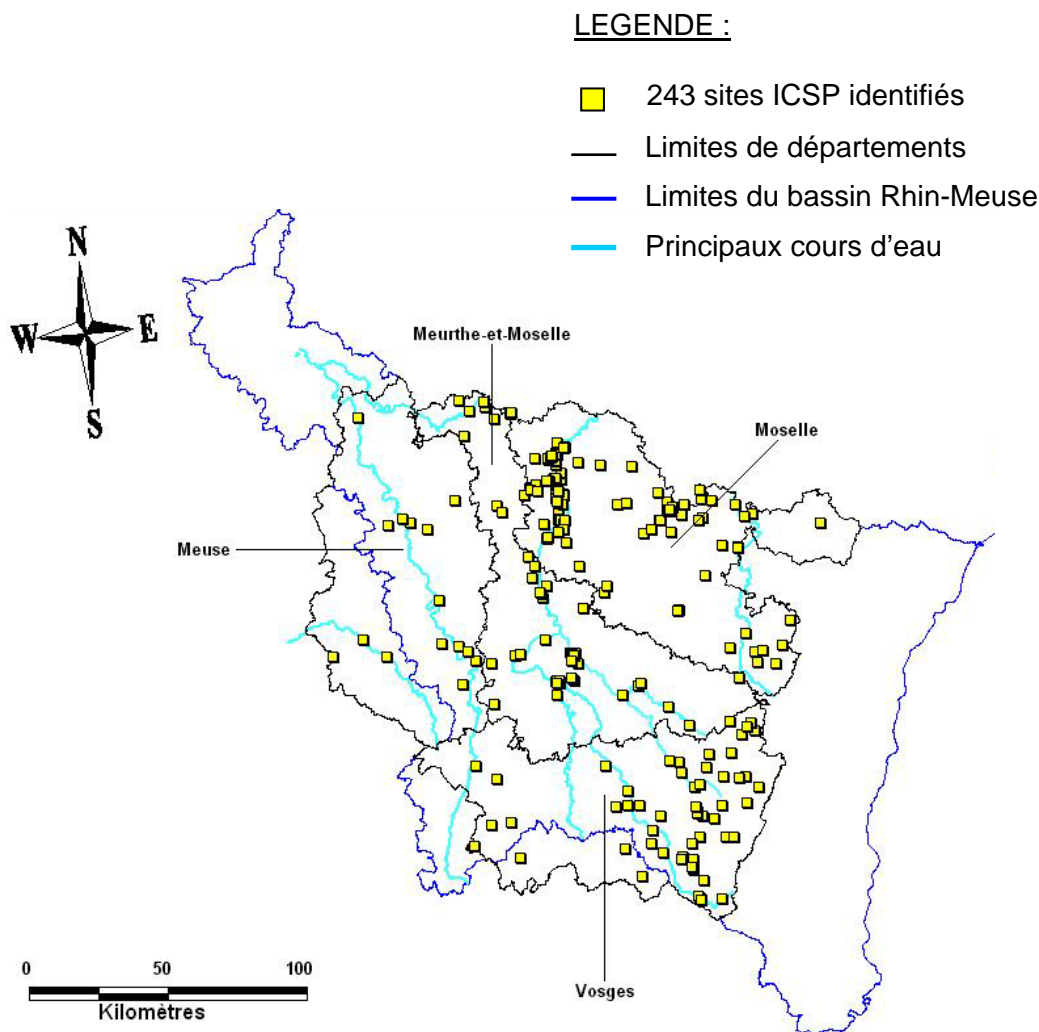 LEGENDE :
243 sites ICSP identifiés
Limites de départements
Limites du bassin Rhin-Meuse
Principaux cours d'eau
N
W E
S
Meurthe-et-Moselle
Moselle
Meuse
Vosges
0 50 100
Kilomètres